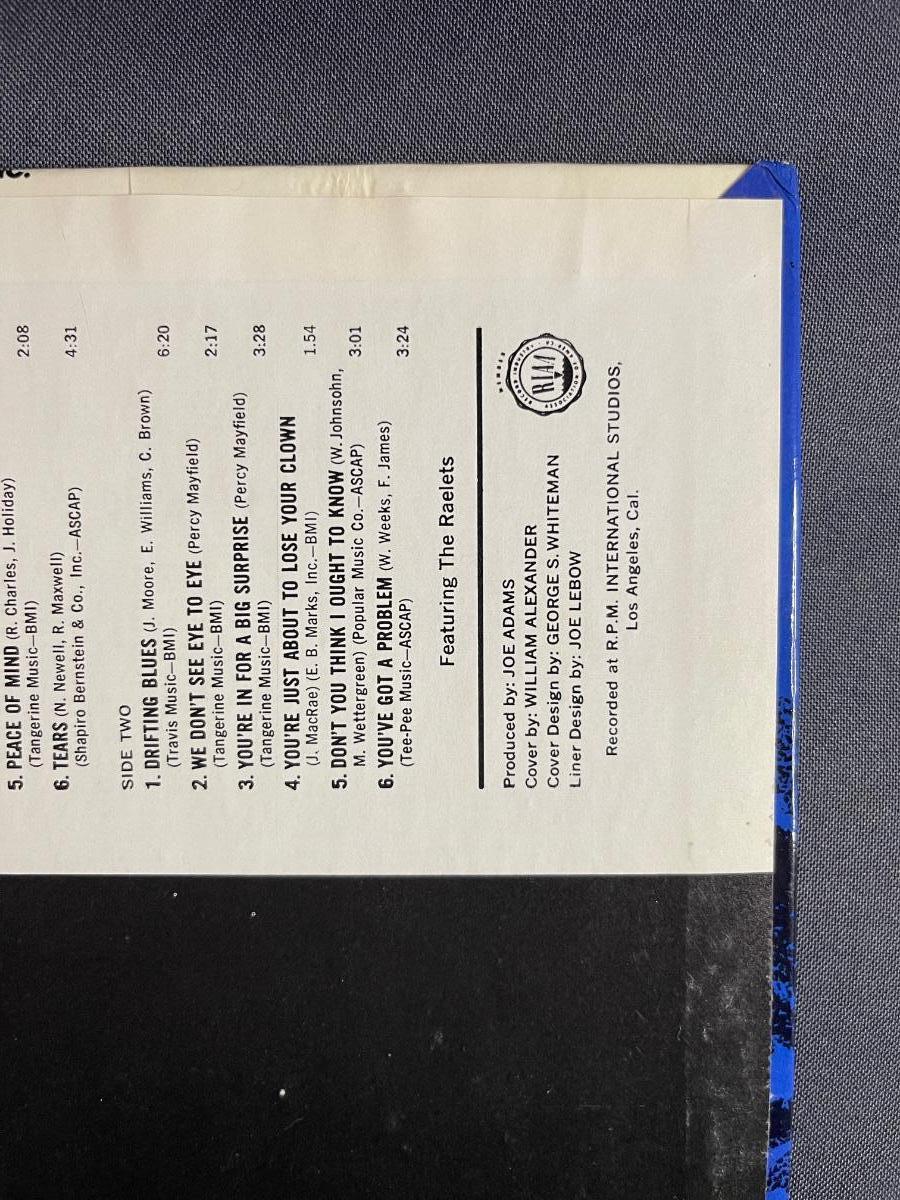 5. PEACE OF MIND (R. Charles, J. Holiday)
(Tangerine Music—BMI) 2:08
6. TEARS (N. Newell, R. Maxwell)
(Shapiro Bernstein & Co., Inc.—ASCAP) 4:31
SIDE TWO
1. DRIFTING BLUES (J. Moore, E. Williams, C. Brown)
(Travis Music—BMI) 6:20
2. WE DON'T SEE EYE TO EYE (Percy Mayfield)
(Tangerine Music—BMI) 2:17
3. YOU'RE IN FOR A BIG SURPRISE (Percy Mayfield)
(Tangerine Music—BMI) 3:28
4. YOU'RE JUST ABOUT TO LOSE YOUR CLOWN
(J. MacRae) (E. B. Marks, Inc.—BMI) 1.54
5. DON'T YOU THINK I OUGHT TO KNOW (W. Johnsohn,
M. Wettergreen) (Popular Music Co.—ASCAP) 3:01
6. YOU'VE GOT A PROBLEM (W. Weeks, F. James)
(Tee-Pee Music—ASCAP) 3:24
Featuring The Raelets
Produced by: JOE ADAMS
Cover by: WILLIAM ALEXANDER
Cover Design by: GEORGE S. WHITEMAN
Liner Design by: JOE LEBOW
MEMBER
RIAA
Recorded at R.P.M. INTERNATIONAL STUDIOS,
Los Angeles, Cal.